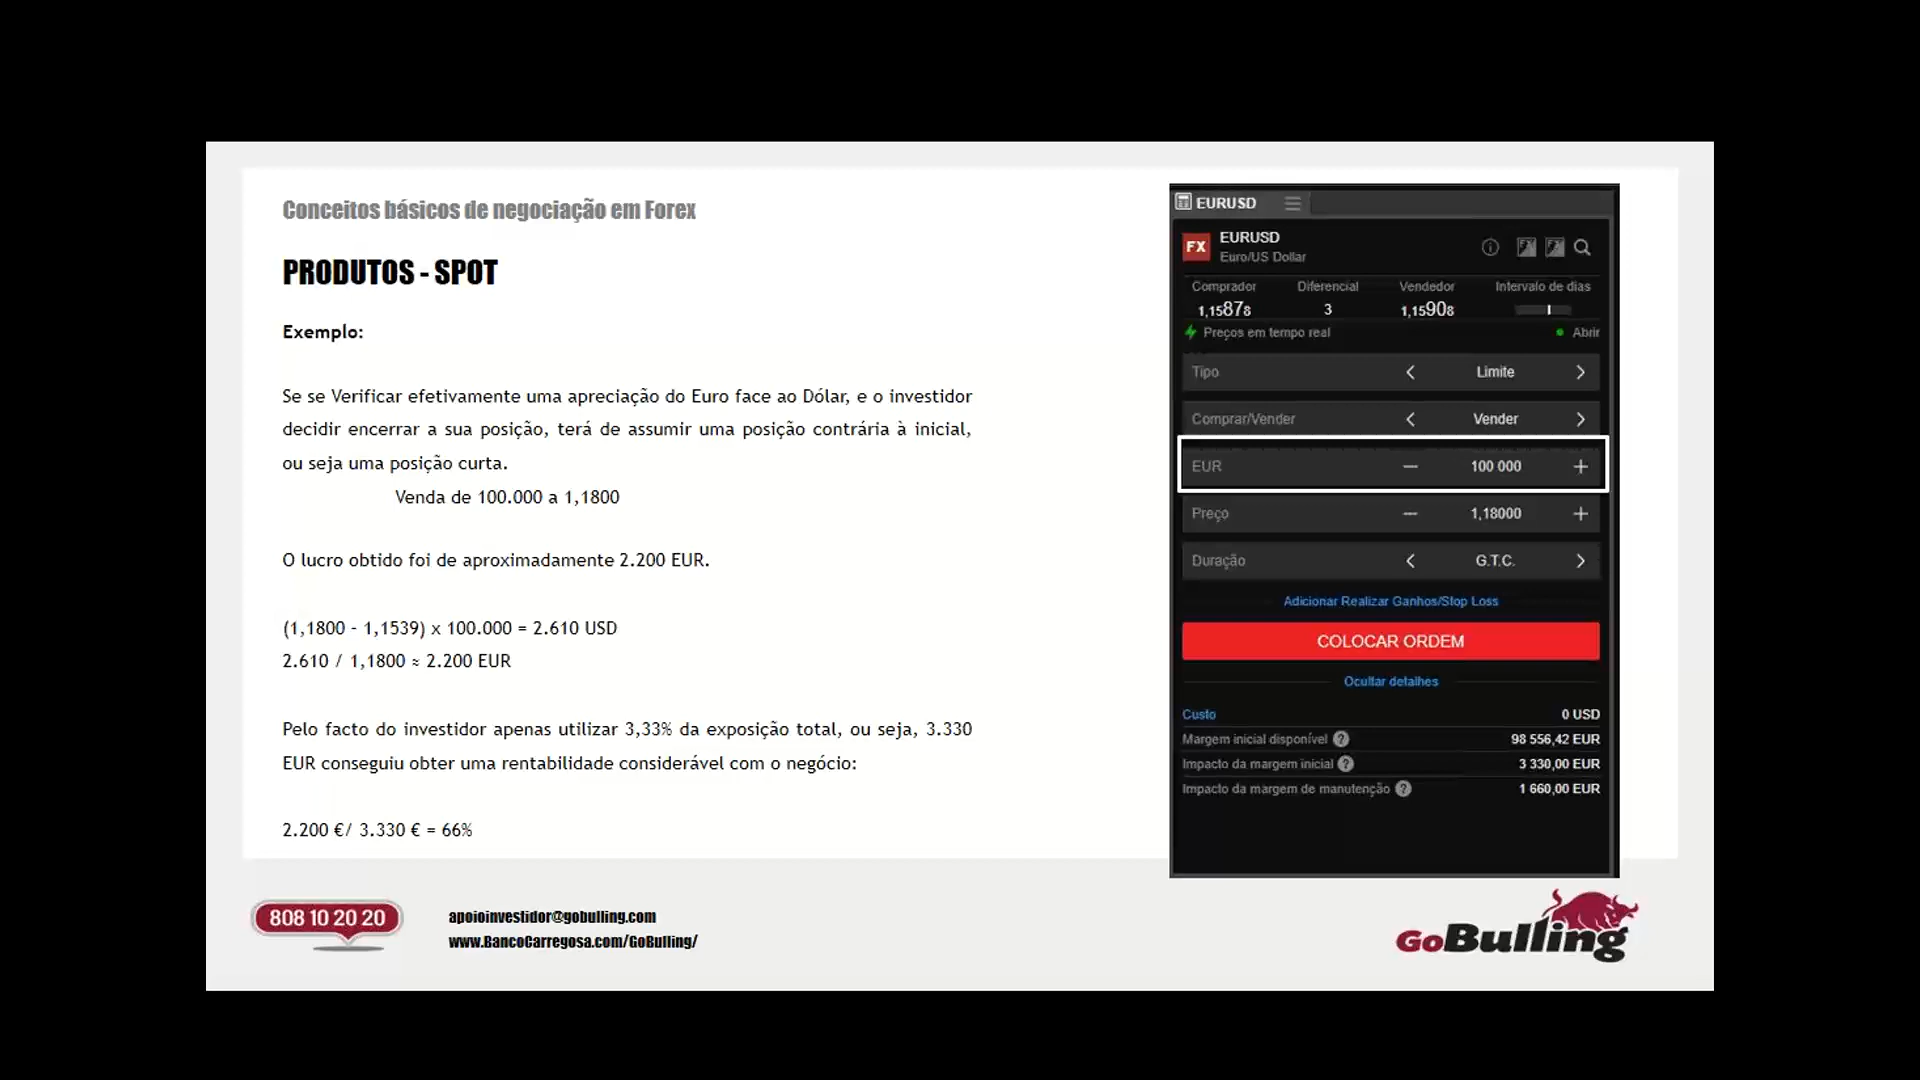 Conceitos básicos de negociação em Forex
PRODUTOS - SPOT
Exemplo:
Se se Verificar efetivamente uma apreciação do Euro face ao Dólar, e o investidor
decidir encerrar a sua posição, terá de assumir uma posição contrária à inicial,
ou seja uma posição curta.
Venda de 100.000 a 1,1800
O lucro obtido foi de aproximadamente 2.200 EUR.
(1,1800 - 1,1539) x 100.000 = 2.610 USD
2.610 / 1,1800 ≈ 2.200 EUR
Pelo facto do investidor apenas utilizar 3,33% da exposição total, ou seja, 3.330
EUR conseguiu obter uma rentabilidade considerável com o negócio:
2.200 €/ 3.330 € = 66%
EURUSD
FX
EURUSD
Euro/US Dollar
Comprador Diferencial Vendedor Intervalo de dias
1,15878 3 1,15908
Preços em tempo real Abrir
Tipo Limite
Comprar/Vender Vender
EUR 100 000
Preço 1,18000
Duração G.T.C.
Adicionar Realizar Ganhos/Stop Loss
COLOCAR ORDEM
Ocultar detalhes
Custo 0 USD
Margem inicial disponível ? 98 556,42 EUR
Impacto da margem inicial ? 3 330,00 EUR
Impacto da margem de manutenção ? 1 660,00 EUR
808 10 20 20
apoioinvestidor@gobulling.com
www.BancoCarregosa.com/GoBulling/
GoBulling